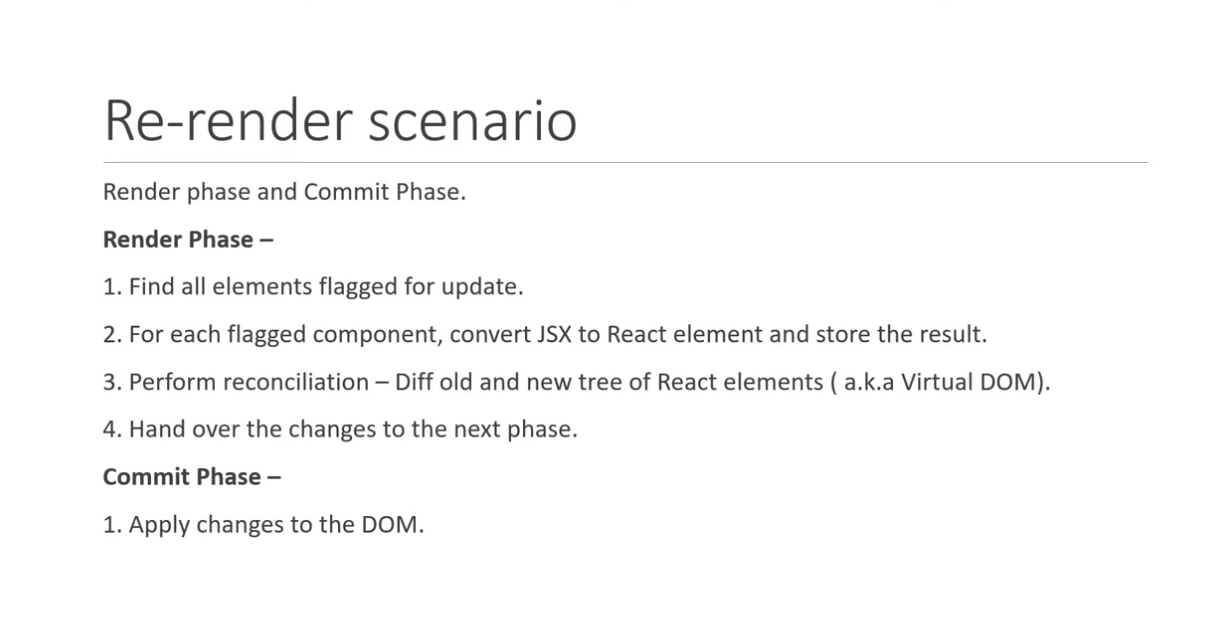 Re-render scenario
Render phase and Commit Phase.
Render Phase –
1. Find all elements flagged for update.
2. For each flagged component, convert JSX to React element and store the result.
3. Perform reconciliation – Diff old and new tree of React elements ( a.k.a Virtual DOM).
4. Hand over the changes to the next phase.
Commit Phase –
1. Apply changes to the DOM.